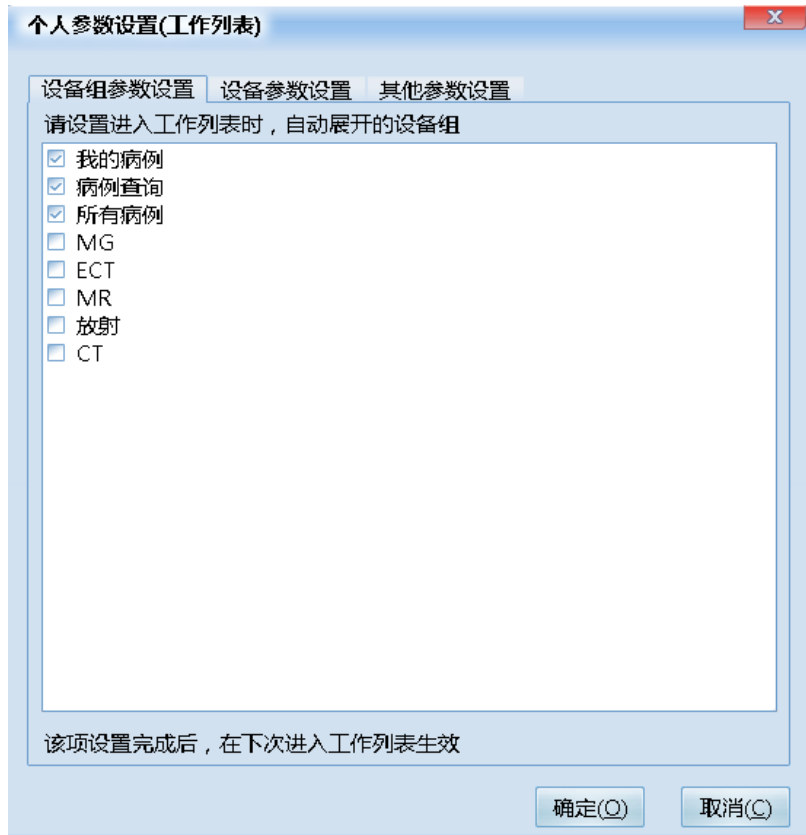 个人参数设置(工作列表)
设备组参数设置 设备参数设置 其他参数设置
请设置进入工作列表时，自动展开的设备组
我的病例
病例查询
所有病例
MG
ECT
MR
放射
CT
该项设置完成后，在下次进入工作列表生效
确定(O) 取消(C)